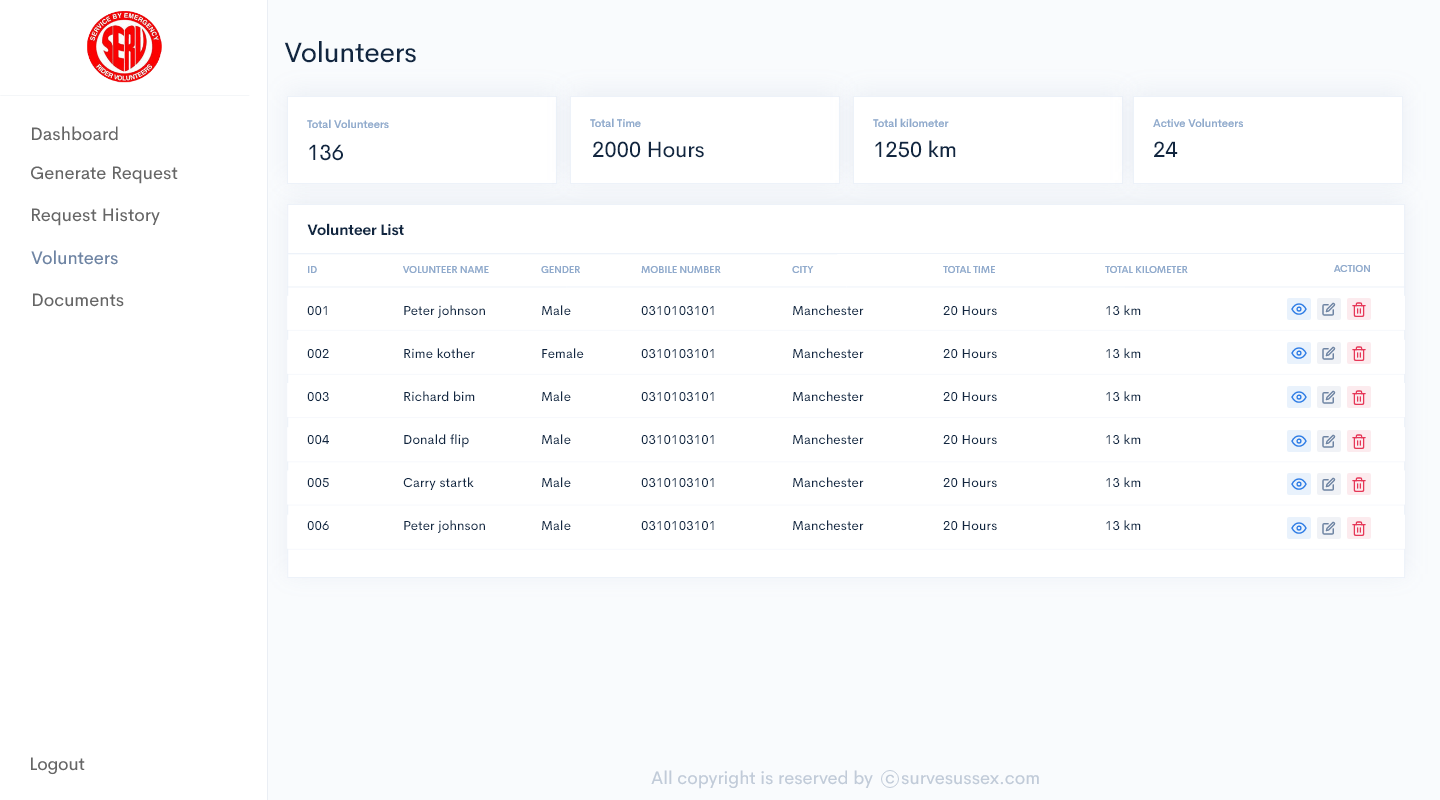 SERVICE BY EMERGENCY
SERV
RIDER VOLUNTEERS
Dashboard
Generate Request
Request History
Volunteers
Documents
Logout
Volunteers
Total Volunteers
136
Total Time
2000 Hours
Total kilometer
1250 km
Active Volunteers
24
Volunteer List
ID VOLUNTEER NAME GENDER MOBILE NUMBER CITY TOTAL TIME TOTAL KILOMETER ACTION
001 Peter johnson Male 0310103101 Manchester 20 Hours 13 km
002 Rime kother Female 0310103101 Manchester 20 Hours 13 km
003 Richard bim Male 0310103101 Manchester 20 Hours 13 km
004 Donald flip Male 0310103101 Manchester 20 Hours 13 km
005 Carry startk Male 0310103101 Manchester 20 Hours 13 km
006 Peter johnson Male 0310103101 Manchester 20 Hours 13 km
All copyright is reserved by ©survesussex.com